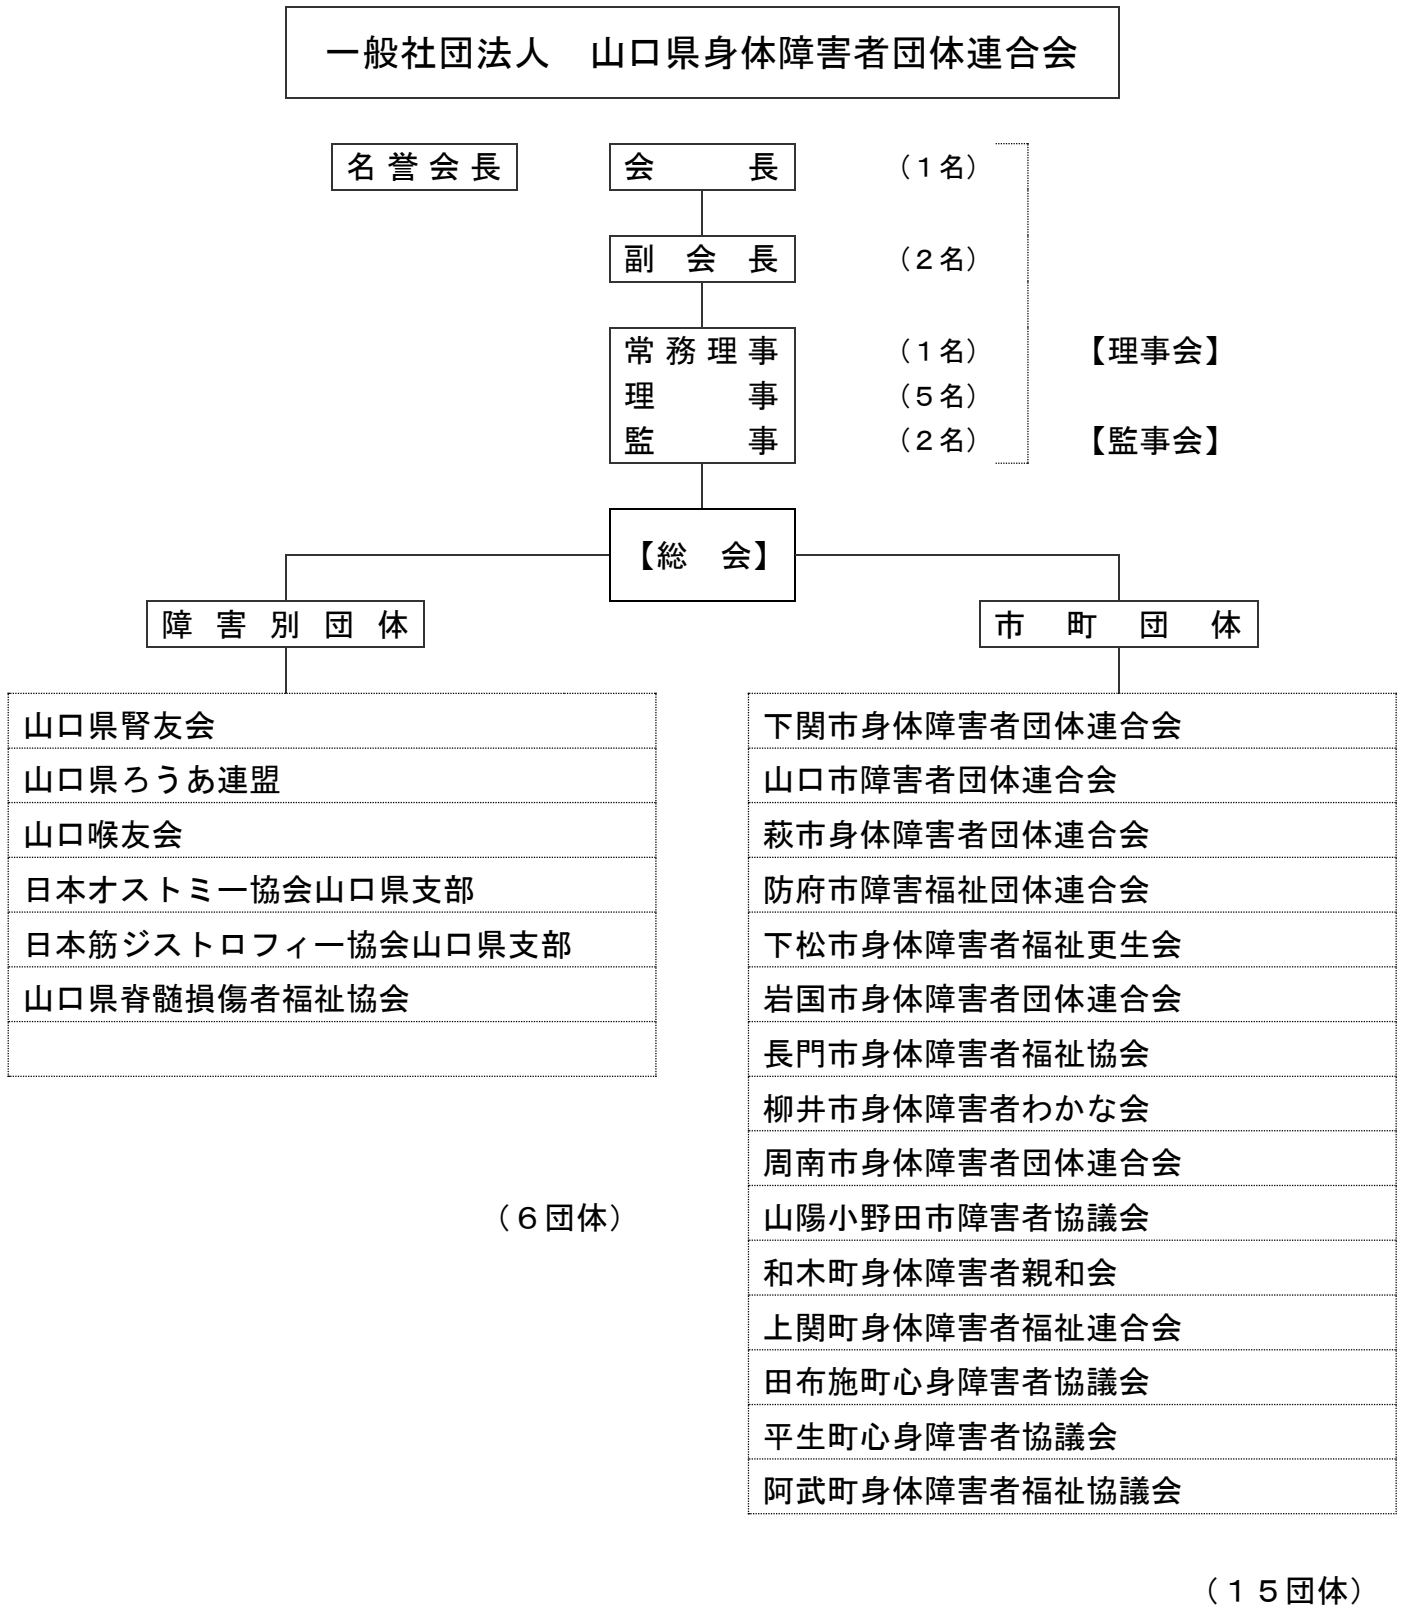 一般社団法人　山口県身体障害者団体連合会
名誉会長　会長　（１名）
副会長　（２名）
常務理事　（１名）　【理事会】
理事　（５名）
監事　（２名）　【監事会】
【総　会】
障害別団体
山口県腎友会
山口県ろうあ連盟
山口喉友会
日本オストミー協会山口県支部
日本筋ジストロフィー協会山口県支部
山口県脊髄損傷者福祉協会
（６団体）
市町団体
下関市身体障害者団体連合会
山口市障害者団体連合会
萩市身体障害者団体連合会
防府市障害福祉団体連合会
下松市身体障害者福祉更生会
岩国市身体障害者団体連合会
長門市身体障害者福祉協会
柳井市身体障害者わかな会
周南市身体障害者団体連合会
山陽小野田市障害者協議会
和木町身体障害者親和会
上関町身体障害者福祉連合会
田布施町心身障害者協議会
平生町心身障害者協議会
阿武町身体障害者福祉協議会
（１５団体）